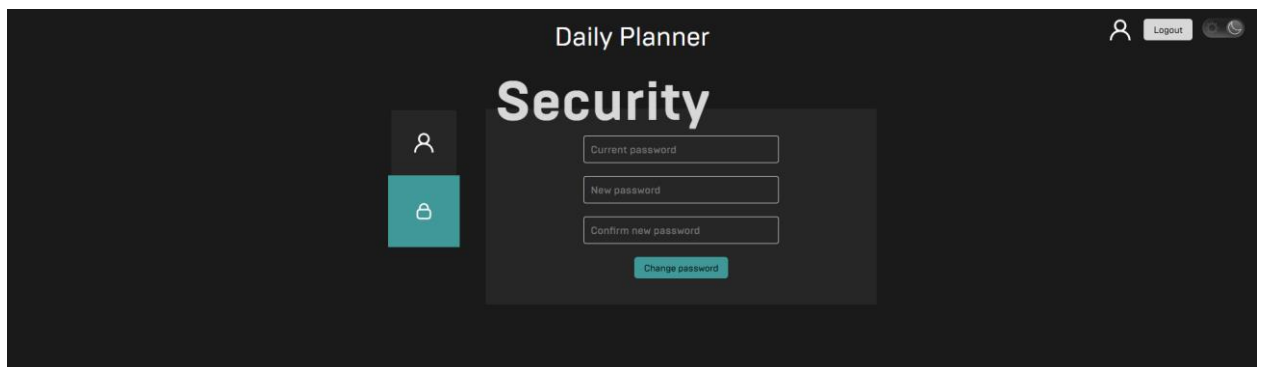 Daily Planner
Logout
Security
Current password
New password
Confirm new password
Change password